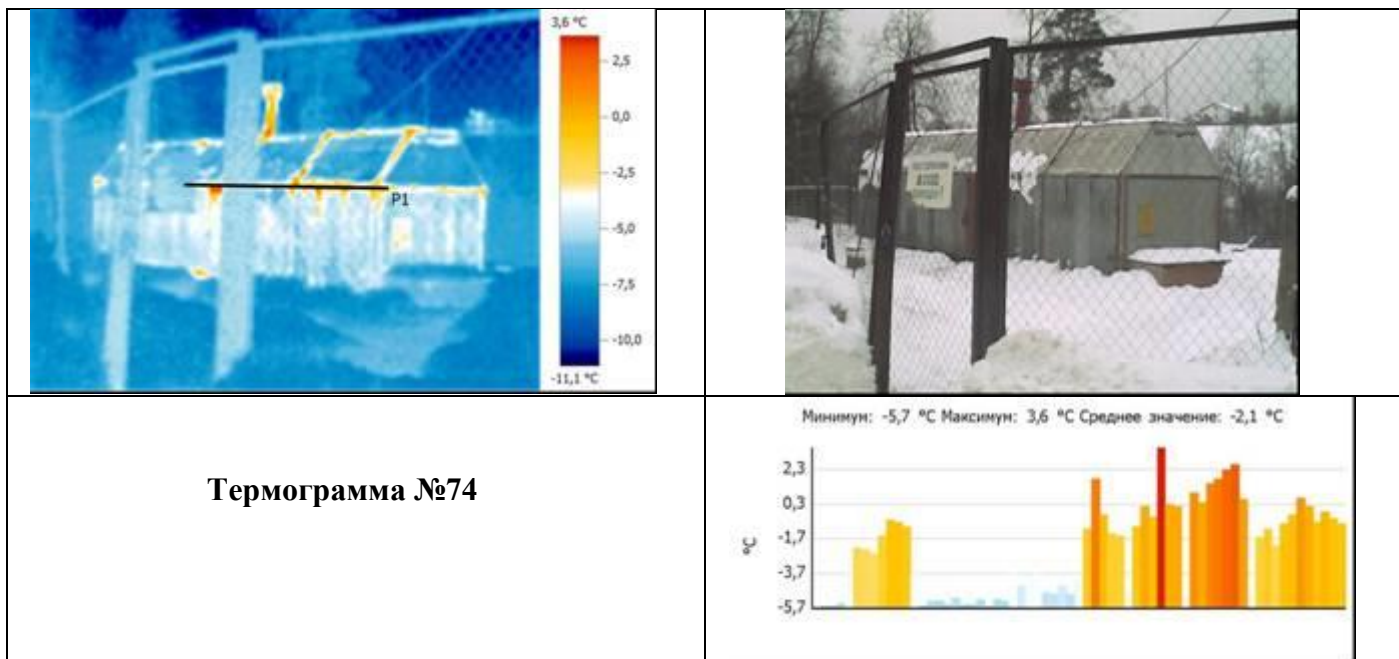 3,6 °C
2,5
0,0
-2,5
-5,0
-7,5
-10,0
-11,1 °C
P1
Термограмма №74
Минимум: -5,7 °C Максимум: 3,6 °C Среднее значение: -2,1 °C
°C
2,3
0,3
-1,7
-3,7
-5,7